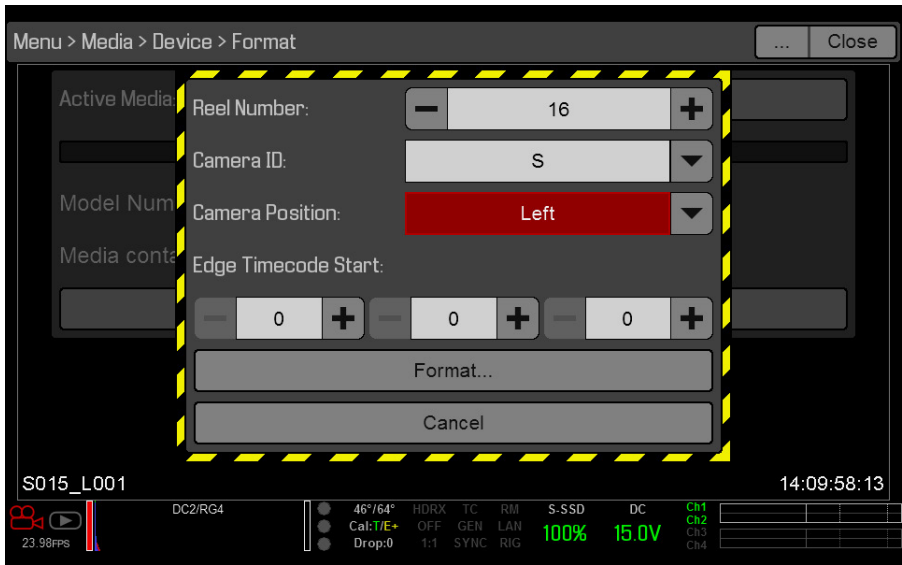 Menu > Media > Device > Format
... Close
Active Media:
Reel Number: − 16 +
Camera ID: S
Model Num
Camera Position: Left
Media conta
Edge Timecode Start:
− 0 + − 0 + − 0 +
Format...
Cancel
S015_L001 14:09:58:13
DC2/RG4 46°/64° HDRX TC RM S-SSD DC Ch1
Cal:T/E+ OFF GEN LAN 100% 15.0V Ch2
23.98FPS Drop:0 1:1 SYNC RIG Ch3
Ch4